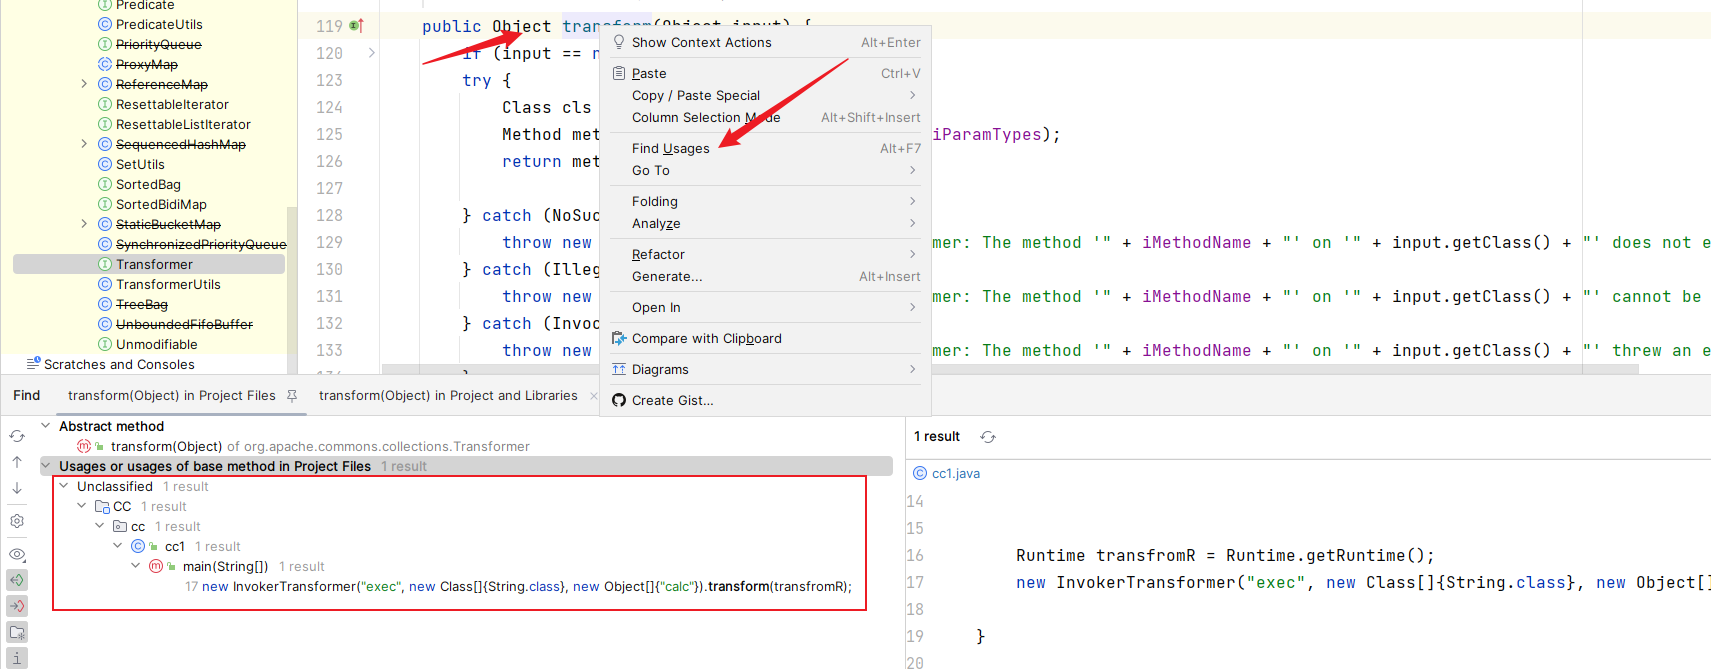 Predicate
PredicateUtils
PriorityQueue
ProxyMap
ReferenceMap
ResettableIterator
ResettableListIterator
SequencedHashMap
SetUtils
SortedBag
SortedBidiMap
StaticBucketMap
SynchronizedPriorityQueue
Transformer
TransformerUtils
TreeBag
UnboundedFifoBuffer
Unmodifiable
Scratches and Consoles
119 public Object transform(Object input) {
120 if (input == n
123 try {
124 Class cls
125 Method met iParamTypes);
126 return met
127
128 } catch (NoSuc
129 throw new mer: The method '" + iMethodName + "' on '" + input.getClass() + "' does not e
130 } catch (Illeg
131 throw new mer: The method '" + iMethodName + "' on '" + input.getClass() + "' cannot be
132 } catch (Invoc
133 throw new mer: The method '" + iMethodName + "' on '" + input.getClass() + "' threw an e
Show Context Actions Alt+Enter
Paste Ctrl+V
Copy / Paste Special
Column Selection Mode Alt+Shift+Insert
Find Usages Alt+F7
Go To
Folding
Analyze
Refactor
Generate... Alt+Insert
Open In
Compare with Clipboard
Diagrams
Create Gist...
Find transform(Object) in Project Files transform(Object) in Project and Libraries
Abstract method
transform(Object) of org.apache.commons.collections.Transformer
Usages or usages of base method in Project Files 1 result
Unclassified 1 result
CC 1 result
cc 1 result
cc1 1 result
main(String[]) 1 result
17 new InvokerTransformer("exec", new Class[]{String.class}, new Object[]{"calc"}).transform(transfromR);
1 result
cc1.java
14
15
16 Runtime transfromR = Runtime.getRuntime();
17 new InvokerTransformer("exec", new Class[]{String.class}, new Object[]
18
19 }
20